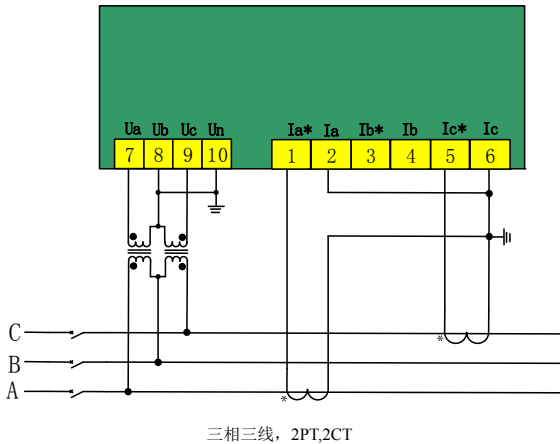 Ua Ub Uc Un Ia* Ia Ib* Ib Ic* Ic
7 8 9 10 1 2 3 4 5 6
C *
B
A *
三相三线，2PT,2CT